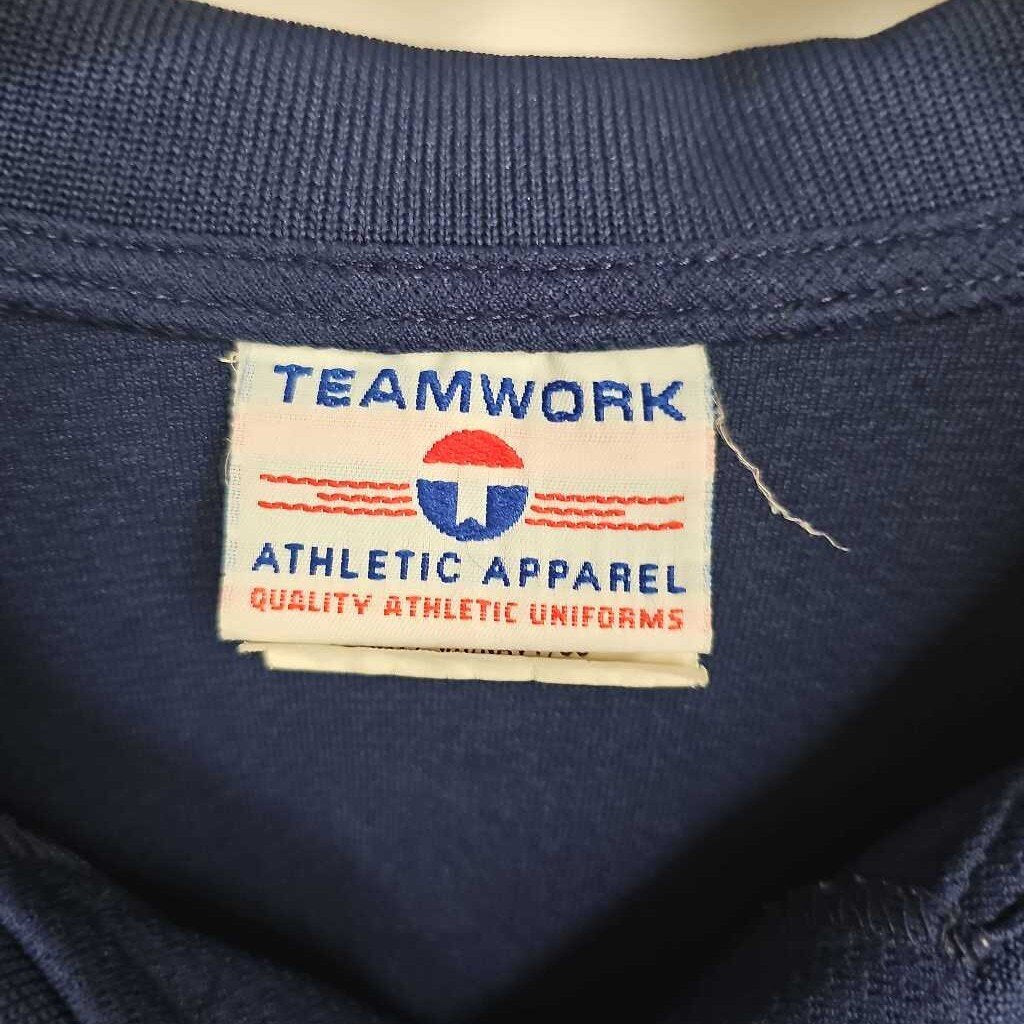 TEAMWORK
T
ATHLETIC APPAREL
QUALITY ATHLETIC UNIFORMS